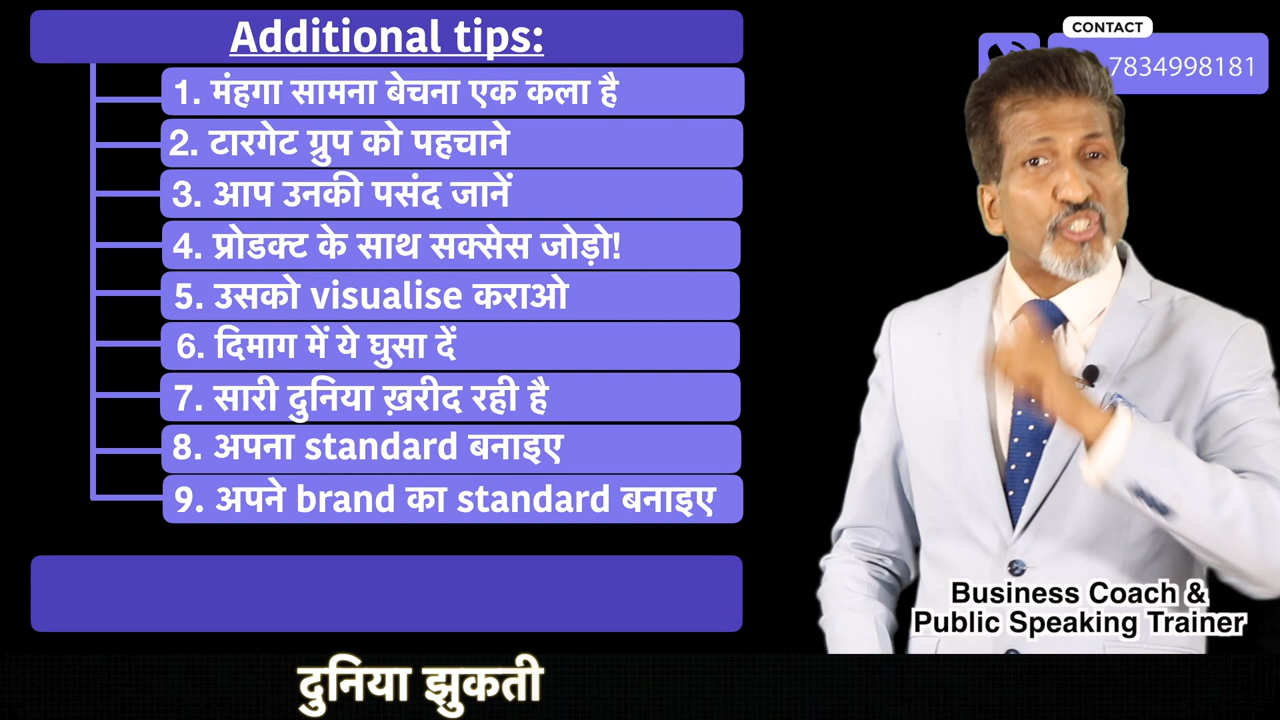 Additional tips:
1. मंहगा सामना बेचना एक कला है
2. टारगेट ग्रुप को पहचाने
3. आप उनकी पसंद जानें
4. प्रोडक्ट के साथ सक्सेस जोड़ो!
5. उसको visualise कराओ
6. दिमाग में ये घुसा दें
7. सारी दुनिया ख़रीद रही है
8. अपना standard बनाइए
9. अपने brand का standard बनाइए
CONTACT
7834998181
Business Coach &
Public Speaking Trainer
दुनिया झुकती